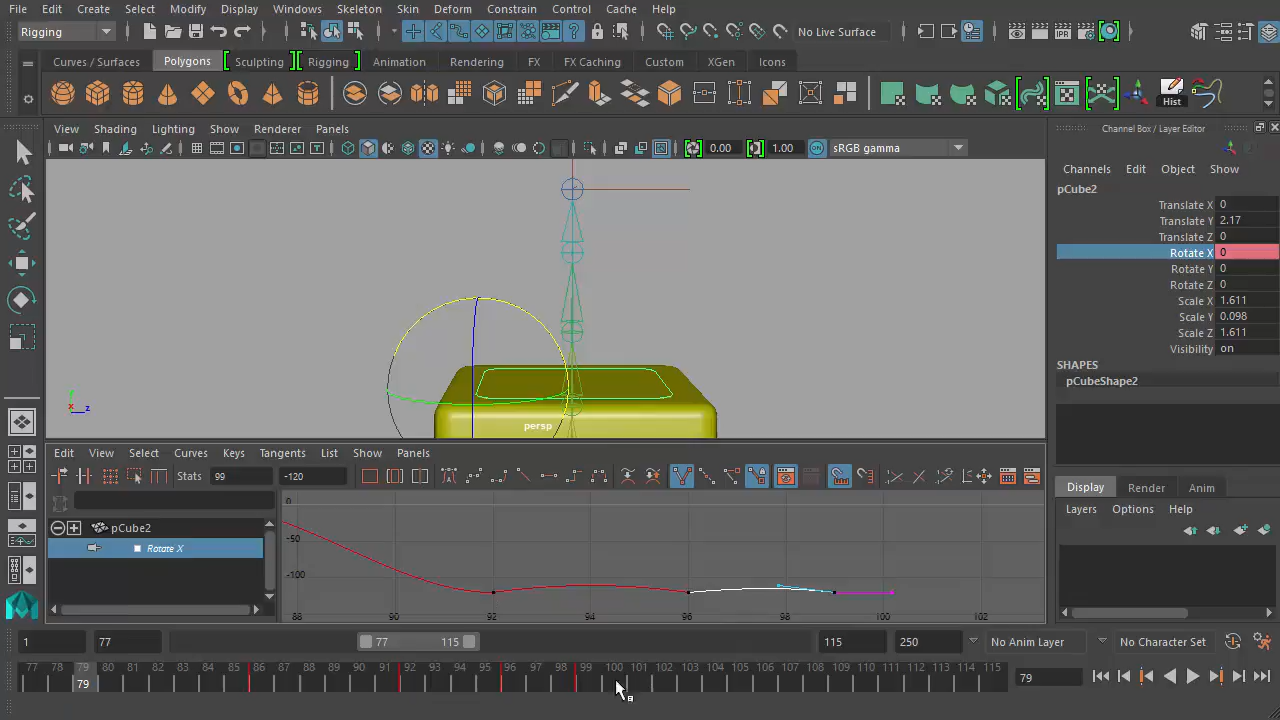 File Edit Create Select Modify Display Windows Skeleton Skin Deform Constrain Control Cache Help
Rigging No Live Surface
Curves / Surfaces Polygons Sculpting Rigging Animation Rendering FX FX Caching Custom XGen Icons
Hist
View Shading Lighting Show Renderer Panels Channel Box / Layer Editor
0.00 1.00 ON sRGB gamma
Channels Edit Object Show
pCube2
Translate X 0
Translate Y 2.17
Translate Z 0
Rotate X 0
Rotate Y 0
Rotate Z 0
Scale X 1.611
Scale Y 0.098
Scale Z 1.611
Visibility on
SHAPES
pCubeShape2
y
x z
persp
Edit View Select Curves Keys Tangents List Show Panels
Stats 99 -120
Display Render Anim
Layers Options Help
0
-50
-100
88 90 92 94 96 98 100 102
pCube2
Rotate X
1 77 77 115 115 250 No Anim Layer No Character Set
77 78 79 80 81 82 83 84 85 86 87 88 89 90 91 92 93 94 95 96 97 98 99 100 101 102 103 104 105 106 107 108 109 110 111 112 113 114 115
79 79